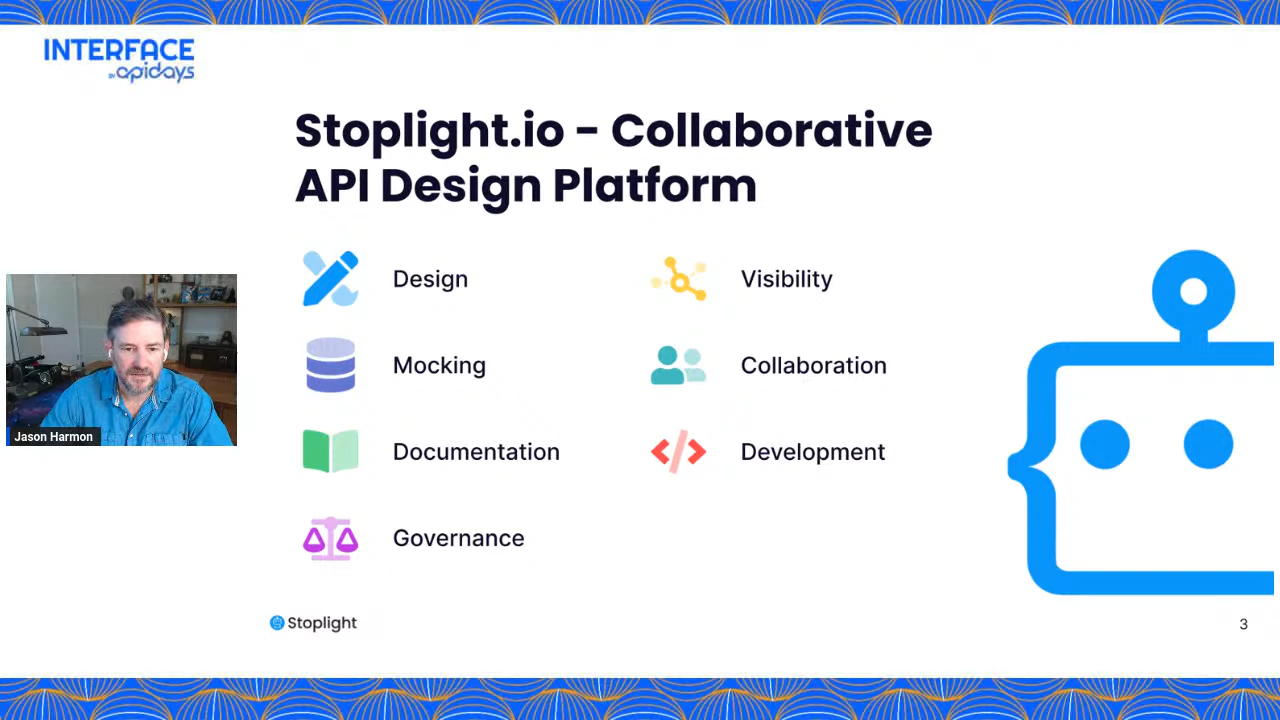 INTERFACE
BY apidays
Stoplight.io - Collaborative
API Design Platform
Design
Visibility
Mocking
Collaboration
Documentation
Development
Governance
Jason Harmon
Stoplight
3